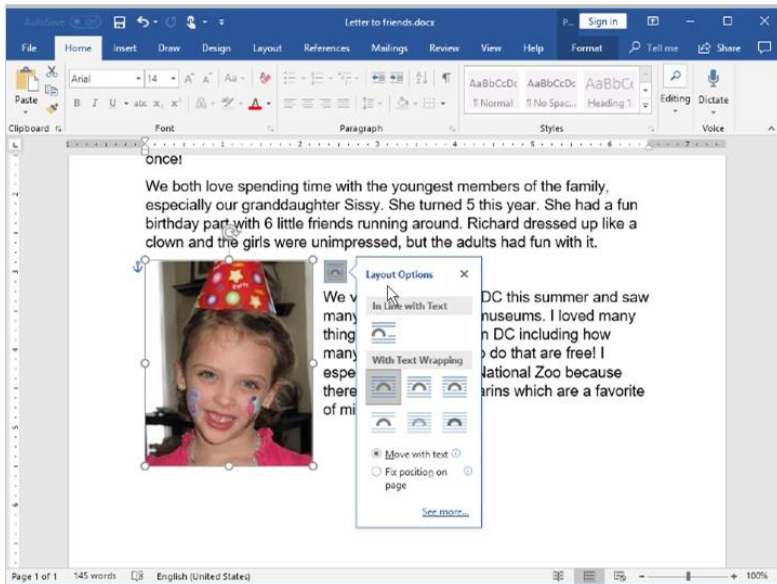 AutoSave
Letter to friends.docx
P...
Sign in
File
Home
Insert
Draw
Design
Layout
References
Mailings
Review
View
Help
Format
Tell me
Share
Paste
Arial
14
A A Aa
B I U abc x, x²
AaBbCcDc AaBbCcDc AaBbCc
¶ Normal ¶ No Spac... Heading 1
Editing
Dictate
Clipboard
Font
Paragraph
Styles
Voice
once!
We both love spending time with the youngest members of the family,
especially our granddaughter Sissy. She turned 5 this year. She had a fun
birthday part with 6 little friends running around. Richard dressed up like a
clown and the girls were unimpressed, but the adults had fun with it.
Party
We v DC this summer and saw
many museums. I loved many
thing n DC including how
many o do that are free! I
espe National Zoo because
there arins which are a favorite
of mi
Layout Options
In Line with Text
With Text Wrapping
Move with text
Fix position on
page
See more...
Page 1 of 1
145 words
English (United States)
100%